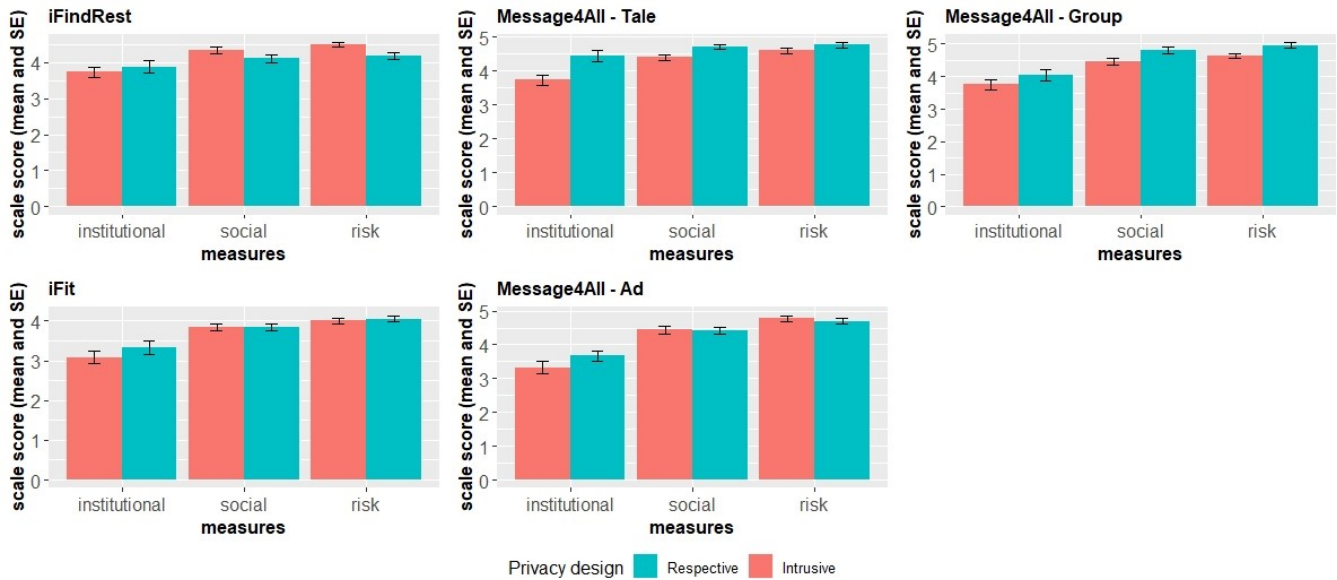 iFindRest
scale score (mean and SE)
4
3
2
1
0
institutional social risk
measures
Message4All - Tale
scale score (mean and SE)
5
4
3
2
1
0
institutional social risk
measures
Message4All - Group
scale score (mean and SE)
5
4
3
2
1
0
institutional social risk
measures
iFit
scale score (mean and SE)
4
3
2
1
0
institutional social risk
measures
Message4All - Ad
scale score (mean and SE)
5
4
3
2
1
0
institutional social risk
measures
Privacy design Respective Intrusive